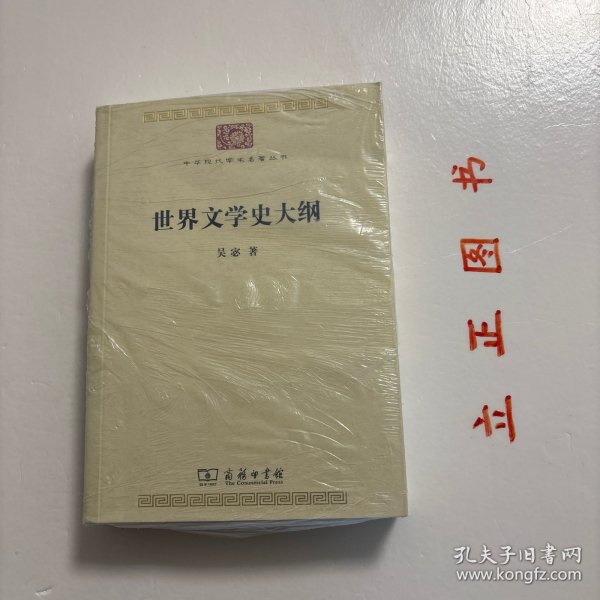 中华现代学术名著丛书
世界文学史大纲
吴宓 著
商务印书馆
The Commercial Press
立正图书
孔夫子旧书网
www.kongfz.com